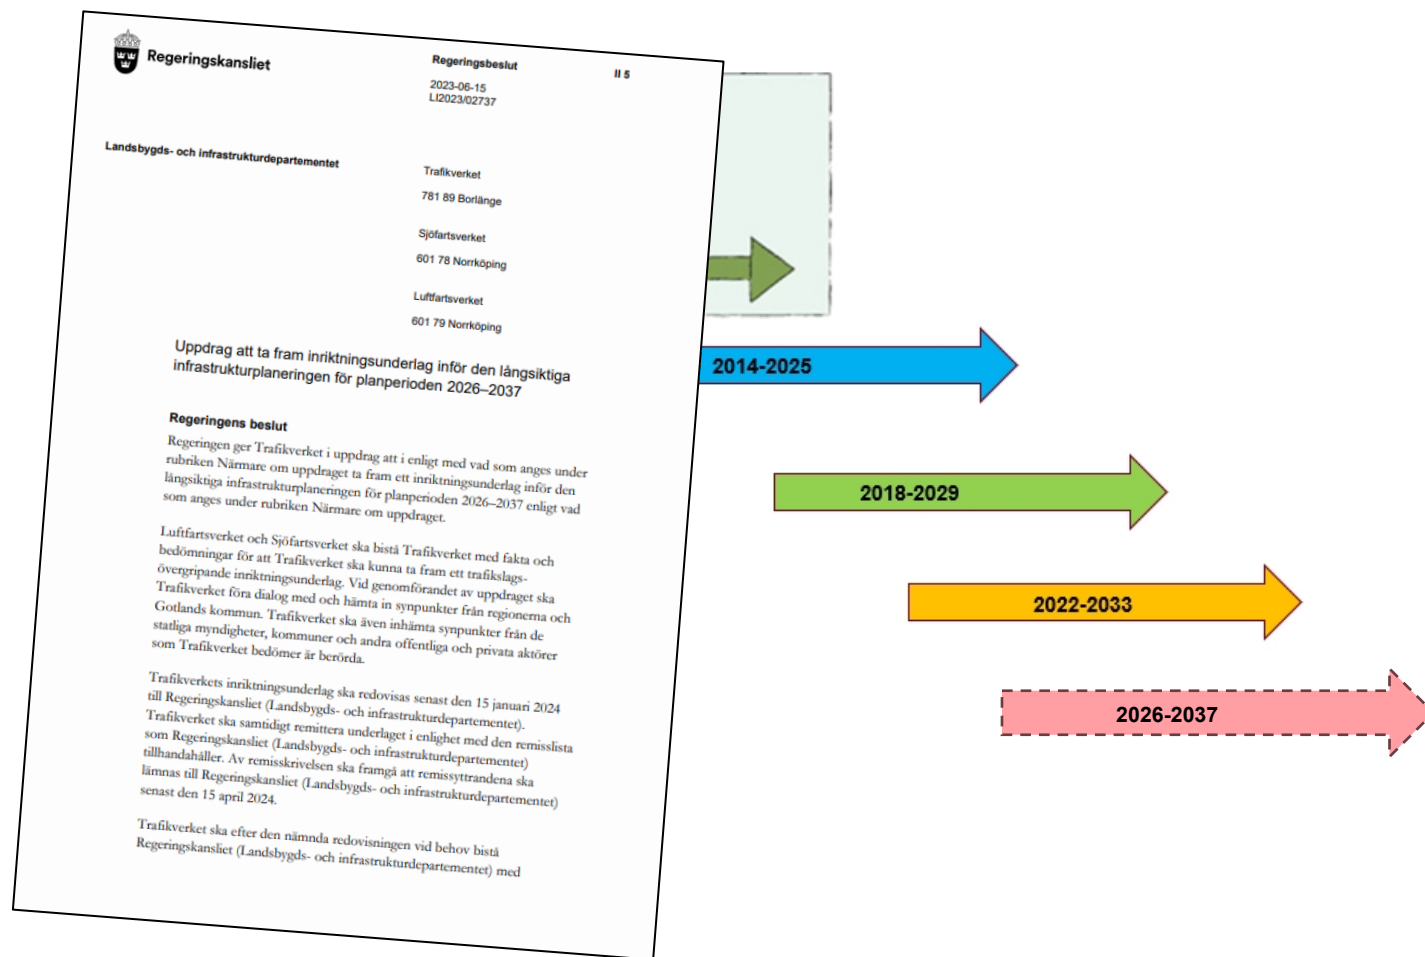 Regeringskansliet
Regeringsbeslut
II 5
2023-06-15
LI2023/02737
Landsbygds- och infrastrukturdepartementet
Trafikverket
781 89 Borlänge
Sjöfartsverket
601 78 Norrköping
Luftfartsverket
601 79 Norrköping
Uppdrag att ta fram inriktningsunderlag inför den långsiktiga
infrastrukturplaneringen för planperioden 2026–2037
Regeringens beslut
Regeringen ger Trafikverket i uppdrag att i enligt med vad som anges under
rubriken Närmare om uppdraget ta fram ett inriktningsunderlag inför den
långsiktiga infrastrukturplaneringen för planperioden 2026–2037 enligt vad
som anges under rubriken Närmare om uppdraget.
Luftfartsverket och Sjöfartsverket ska bistå Trafikverket med fakta och
bedömningar för att Trafikverket ska kunna ta fram ett trafikslags-
övergripande inriktningsunderlag. Vid genomförandet av uppdraget ska
Trafikverket föra dialog med och hämta in synpunkter från regionerna och
Gotlands kommun. Trafikverket ska även inhämta synpunkter från de
statliga myndigheter, kommuner och andra offentliga och privata aktörer
som Trafikverket bedömer är berörda.
Trafikverkets inriktningsunderlag ska redovisas senast den 15 januari 2024
till Regeringskansliet (Landsbygds- och infrastrukturdepartementet).
Trafikverket ska samtidigt remittera underlaget i enlighet med den remisslista
som Regeringskansliet (Landsbygds- och infrastrukturdepartementet)
tillhandahåller. Av remisskrivelsen ska framgå att remissyttrandena ska
lämnas till Regeringskansliet (Landsbygds- och infrastrukturdepartementet)
senast den 15 april 2024.
Trafikverket ska efter den nämnda redovisningen vid behov bistå
Regeringskansliet (Landsbygds- och infrastrukturdepartementet) med
2014-2025
2018-2029
2022-2033
2026-2037